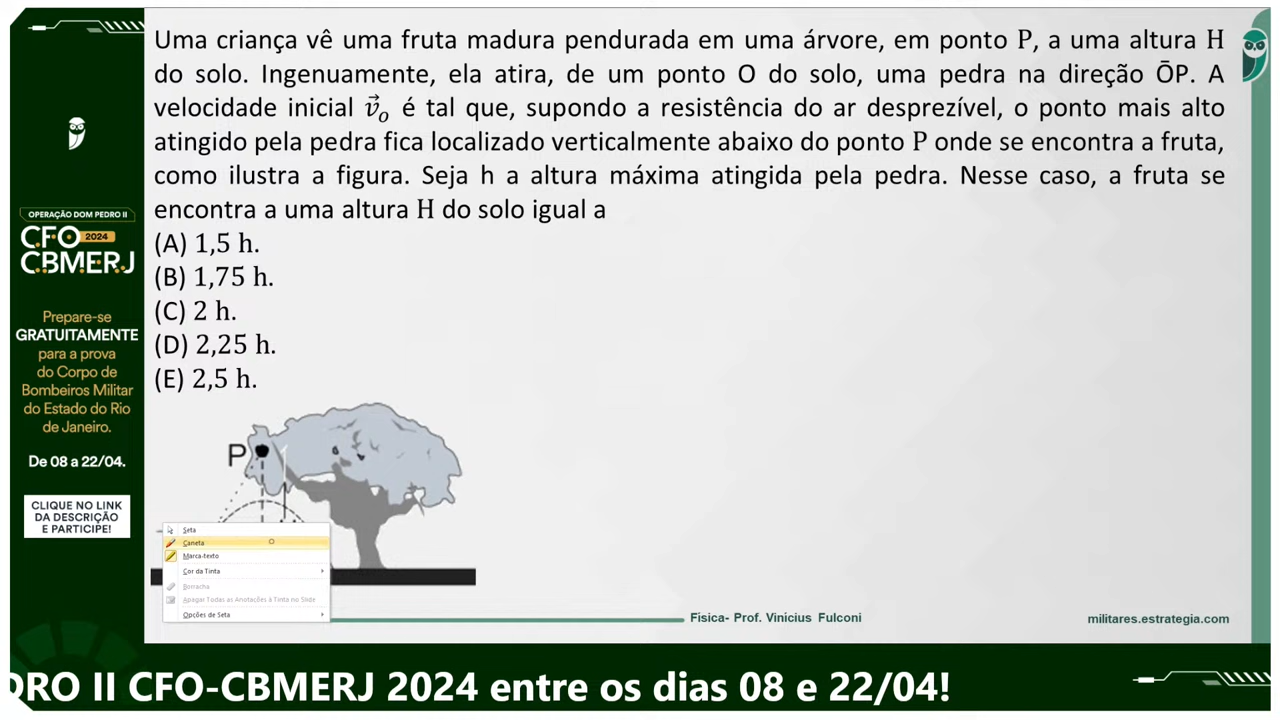 Uma criança vê uma fruta madura pendurada em uma árvore, em ponto P, a uma altura H
do solo. Ingenuamente, ela atira, de um ponto O do solo, uma pedra na direção ŌP. A
velocidade inicial v⃗ₒ é tal que, supondo a resistência do ar desprezível, o ponto mais alto
atingido pela pedra fica localizado verticalmente abaixo do ponto P onde se encontra a fruta,
como ilustra a figura. Seja h a altura máxima atingida pela pedra. Nesse caso, a fruta se
encontra a uma altura H do solo igual a
(A) 1,5 h.
(B) 1,75 h.
(C) 2 h.
(D) 2,25 h.
(E) 2,5 h.
OPERAÇÃO DOM PEDRO II
CFO 2024
CBMERJ
Prepare-se
GRATUITAMENTE
para a prova
do Corpo de
Bombeiros Militar
do Estado do Rio
de Janeiro.
De 08 a 22/04.
CLIQUE NO LINK
DA DESCRIÇÃO
E PARTICIPE!
P
Seta
Caneta
Marca-texto
Cor da Tinta
Borracha
Apagar Todas as Anotações à Tinta no Slide
Opções de Seta
Física- Prof. Vinícius Fulconi
militares.estrategia.com
DRO II CFO-CBMERJ 2024 entre os dias 08 e 22/04!